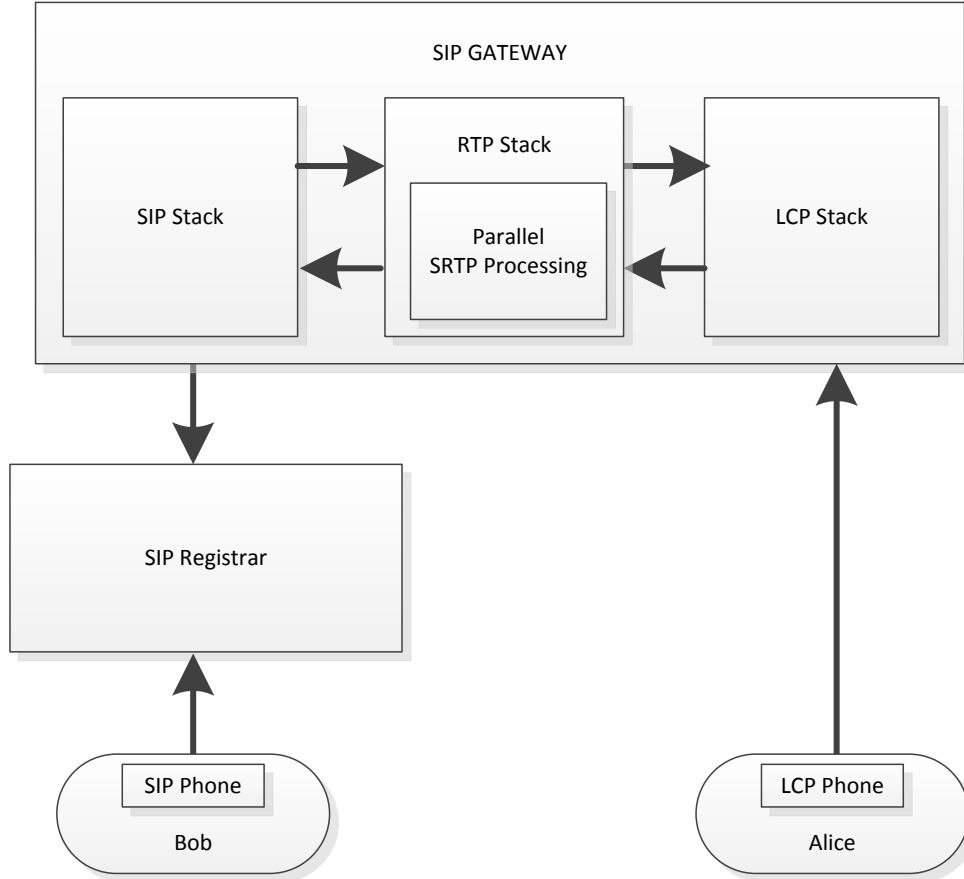 SIP GATEWAY
SIP Stack
RTP Stack
Parallel
SRTP Processing
LCP Stack
SIP Registrar
SIP Phone
Bob
LCP Phone
Alice